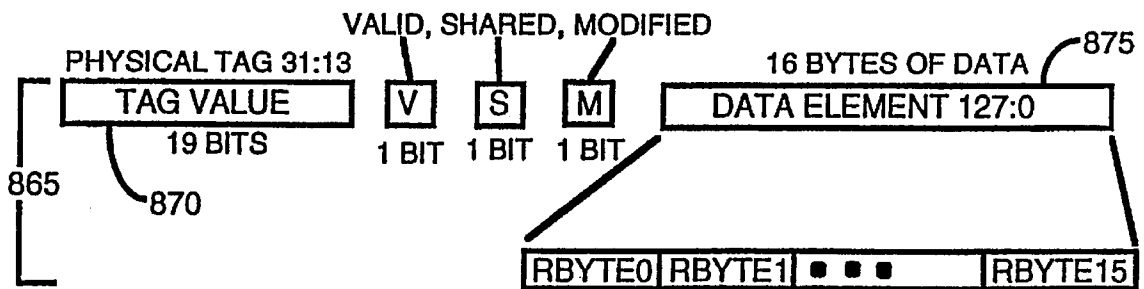 VALID, SHARED, MODIFIED
PHYSICAL TAG 31:13
16 BYTES OF DATA
875
TAG VALUE
V
S
M
DATA ELEMENT 127:0
19 BITS
1 BIT
1 BIT
1 BIT
865
870
RBYTE0
RBYTE1
RBYTE15